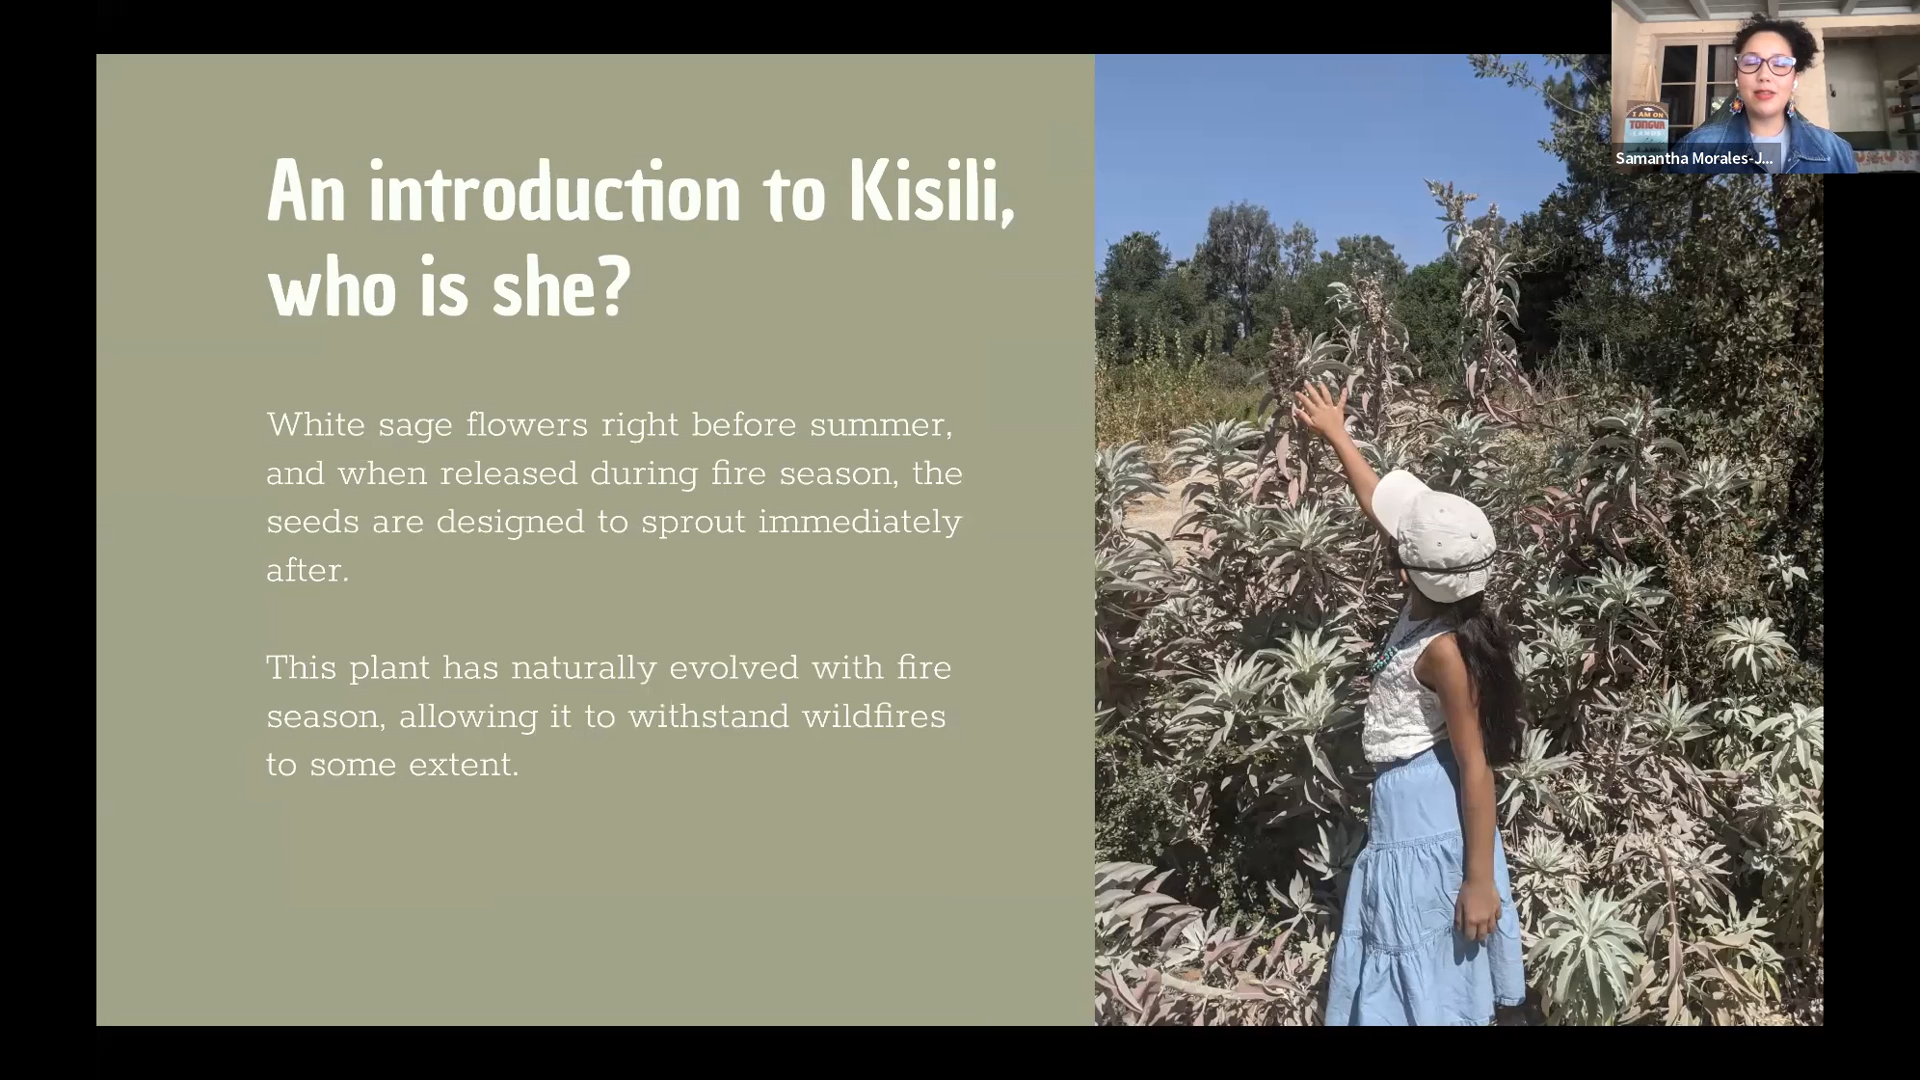 An introduction to Kisili,
who is she?
White sage flowers right before summer,
and when released during fire season, the
seeds are designed to sprout immediately
after.
This plant has naturally evolved with fire
season, allowing it to withstand wildfires
to some extent.
I AM ON
TONGVA
LANDS
Samantha Morales-J...